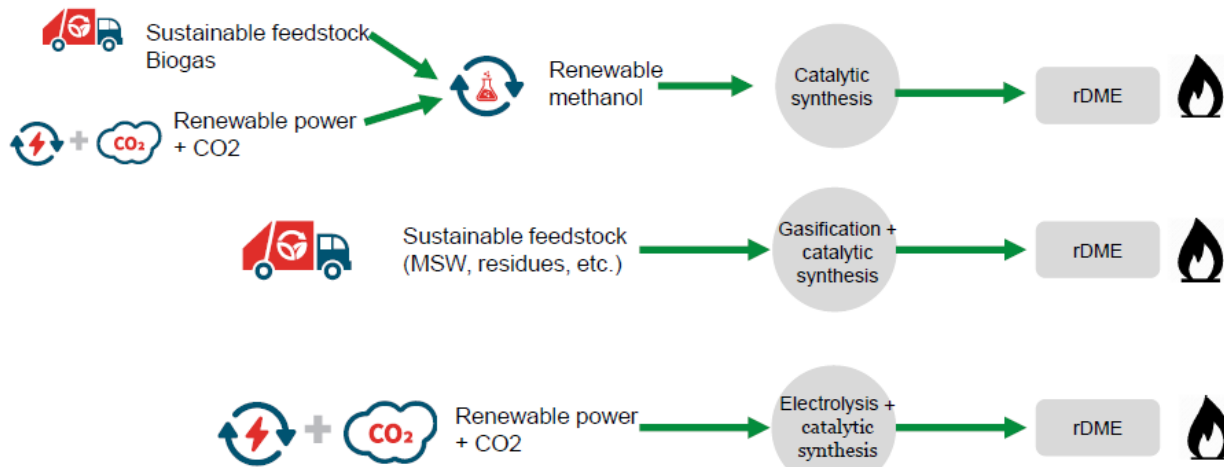 Sustainable feedstock
Biogas
CO₂
Renewable power
+ CO2
Renewable
methanol
Catalytic
synthesis
rDME
Sustainable feedstock
(MSW, residues, etc.)
Gasification +
catalytic
synthesis
rDME
CO₂
Renewable power
+ CO2
Electrolysis +
catalytic
synthesis
rDME